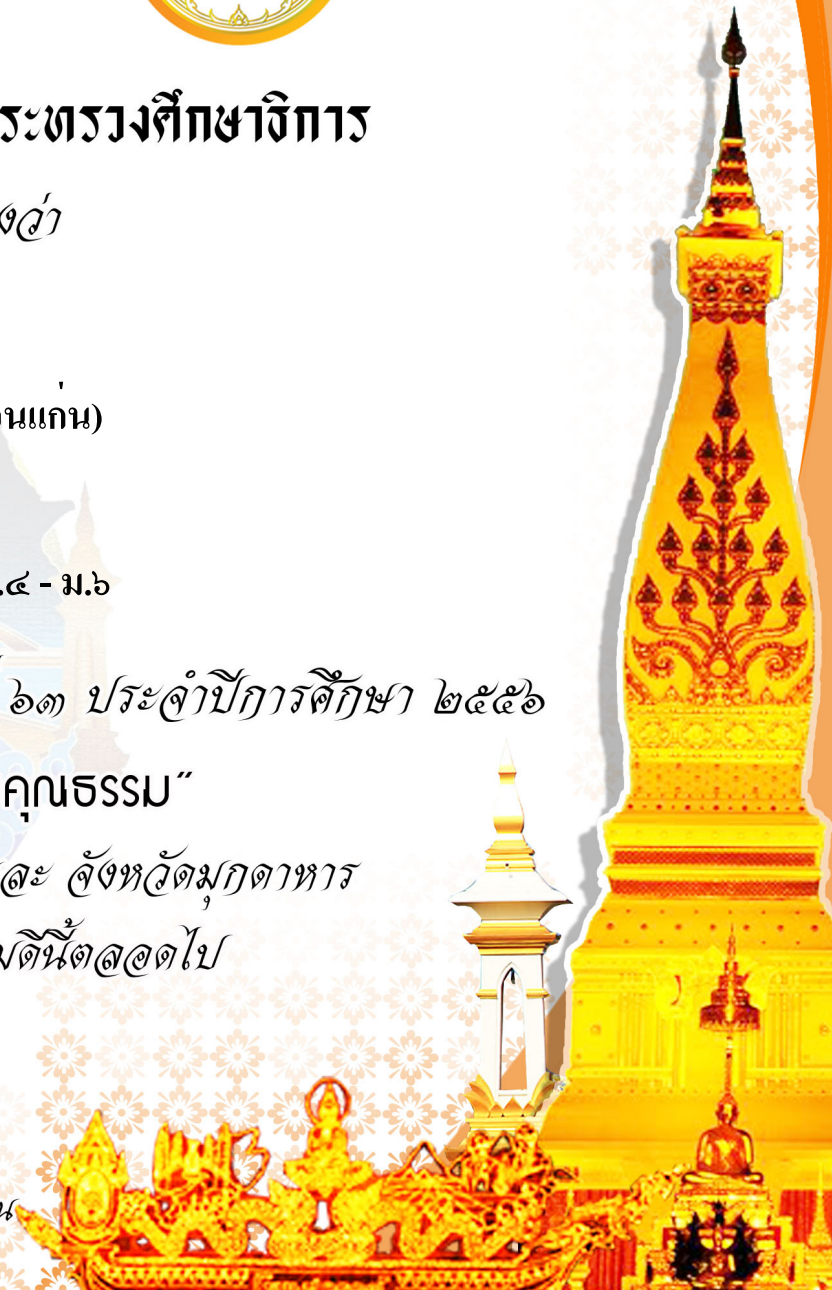 ระทรวงศึกษาธิการ
งว่า
อนแก่น)
.๔ - ม.๖
๖๓ ประจำปีการศึกษา ๒๕๕๖
คุณธรรม"
และ จังหวัดมุกดาหาร
มดีนี้ตลอดไป
น